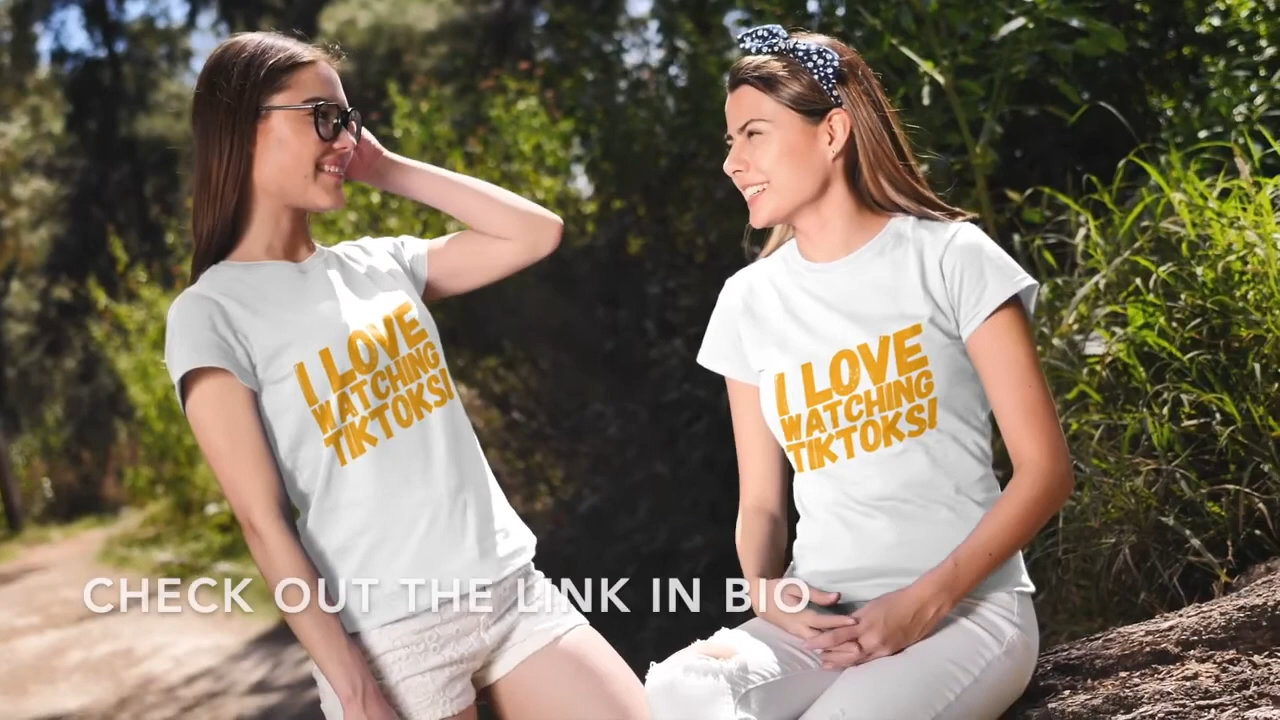 I LOVE
WATCHING
TIKTOKS!
I LOVE
WATCHING
TIKTOKS!
CHECK OUT THE LINK IN BIO